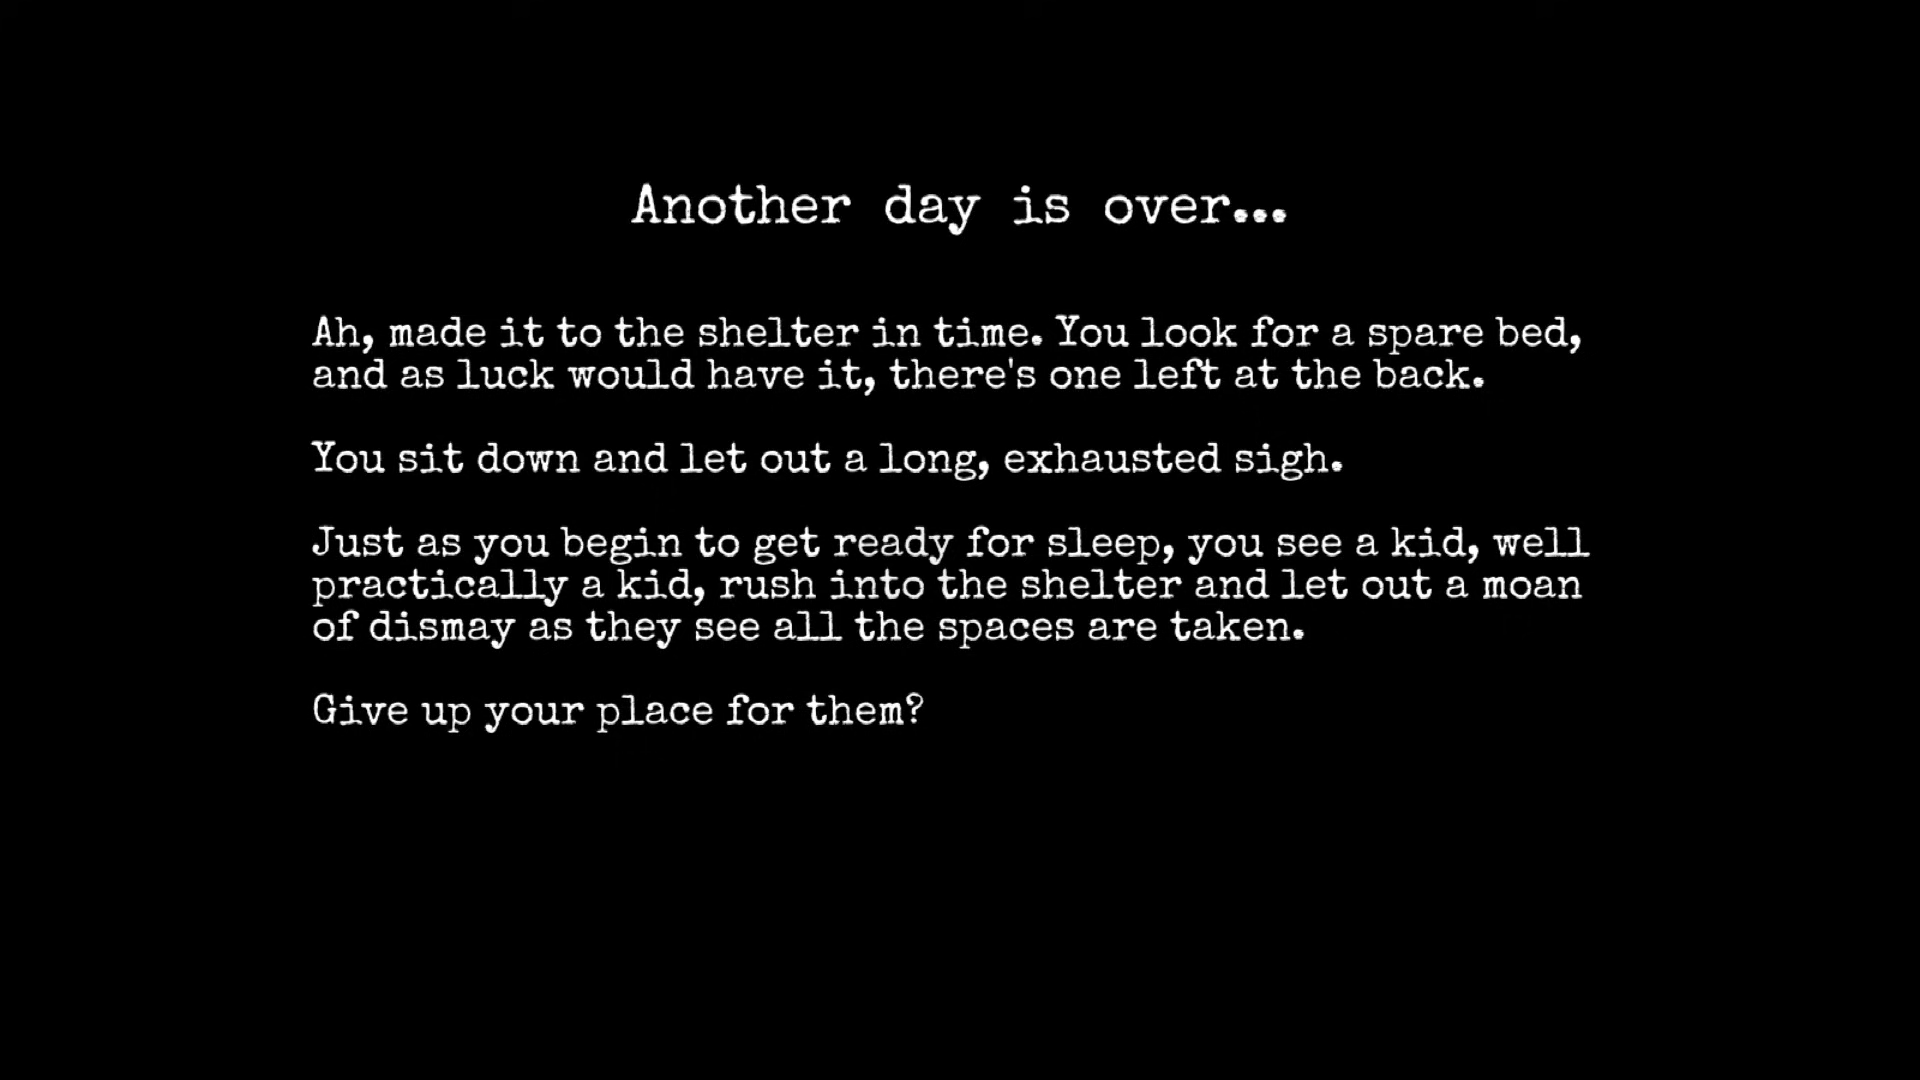 Another day is over...
Ah, made it to the shelter in time. You look for a spare bed,
and as luck would have it, there's one left at the back.
You sit down and let out a long, exhausted sigh.
Just as you begin to get ready for sleep, you see a kid, well
practically a kid, rush into the shelter and let out a moan
of dismay as they see all the spaces are taken.
Give up your place for them?